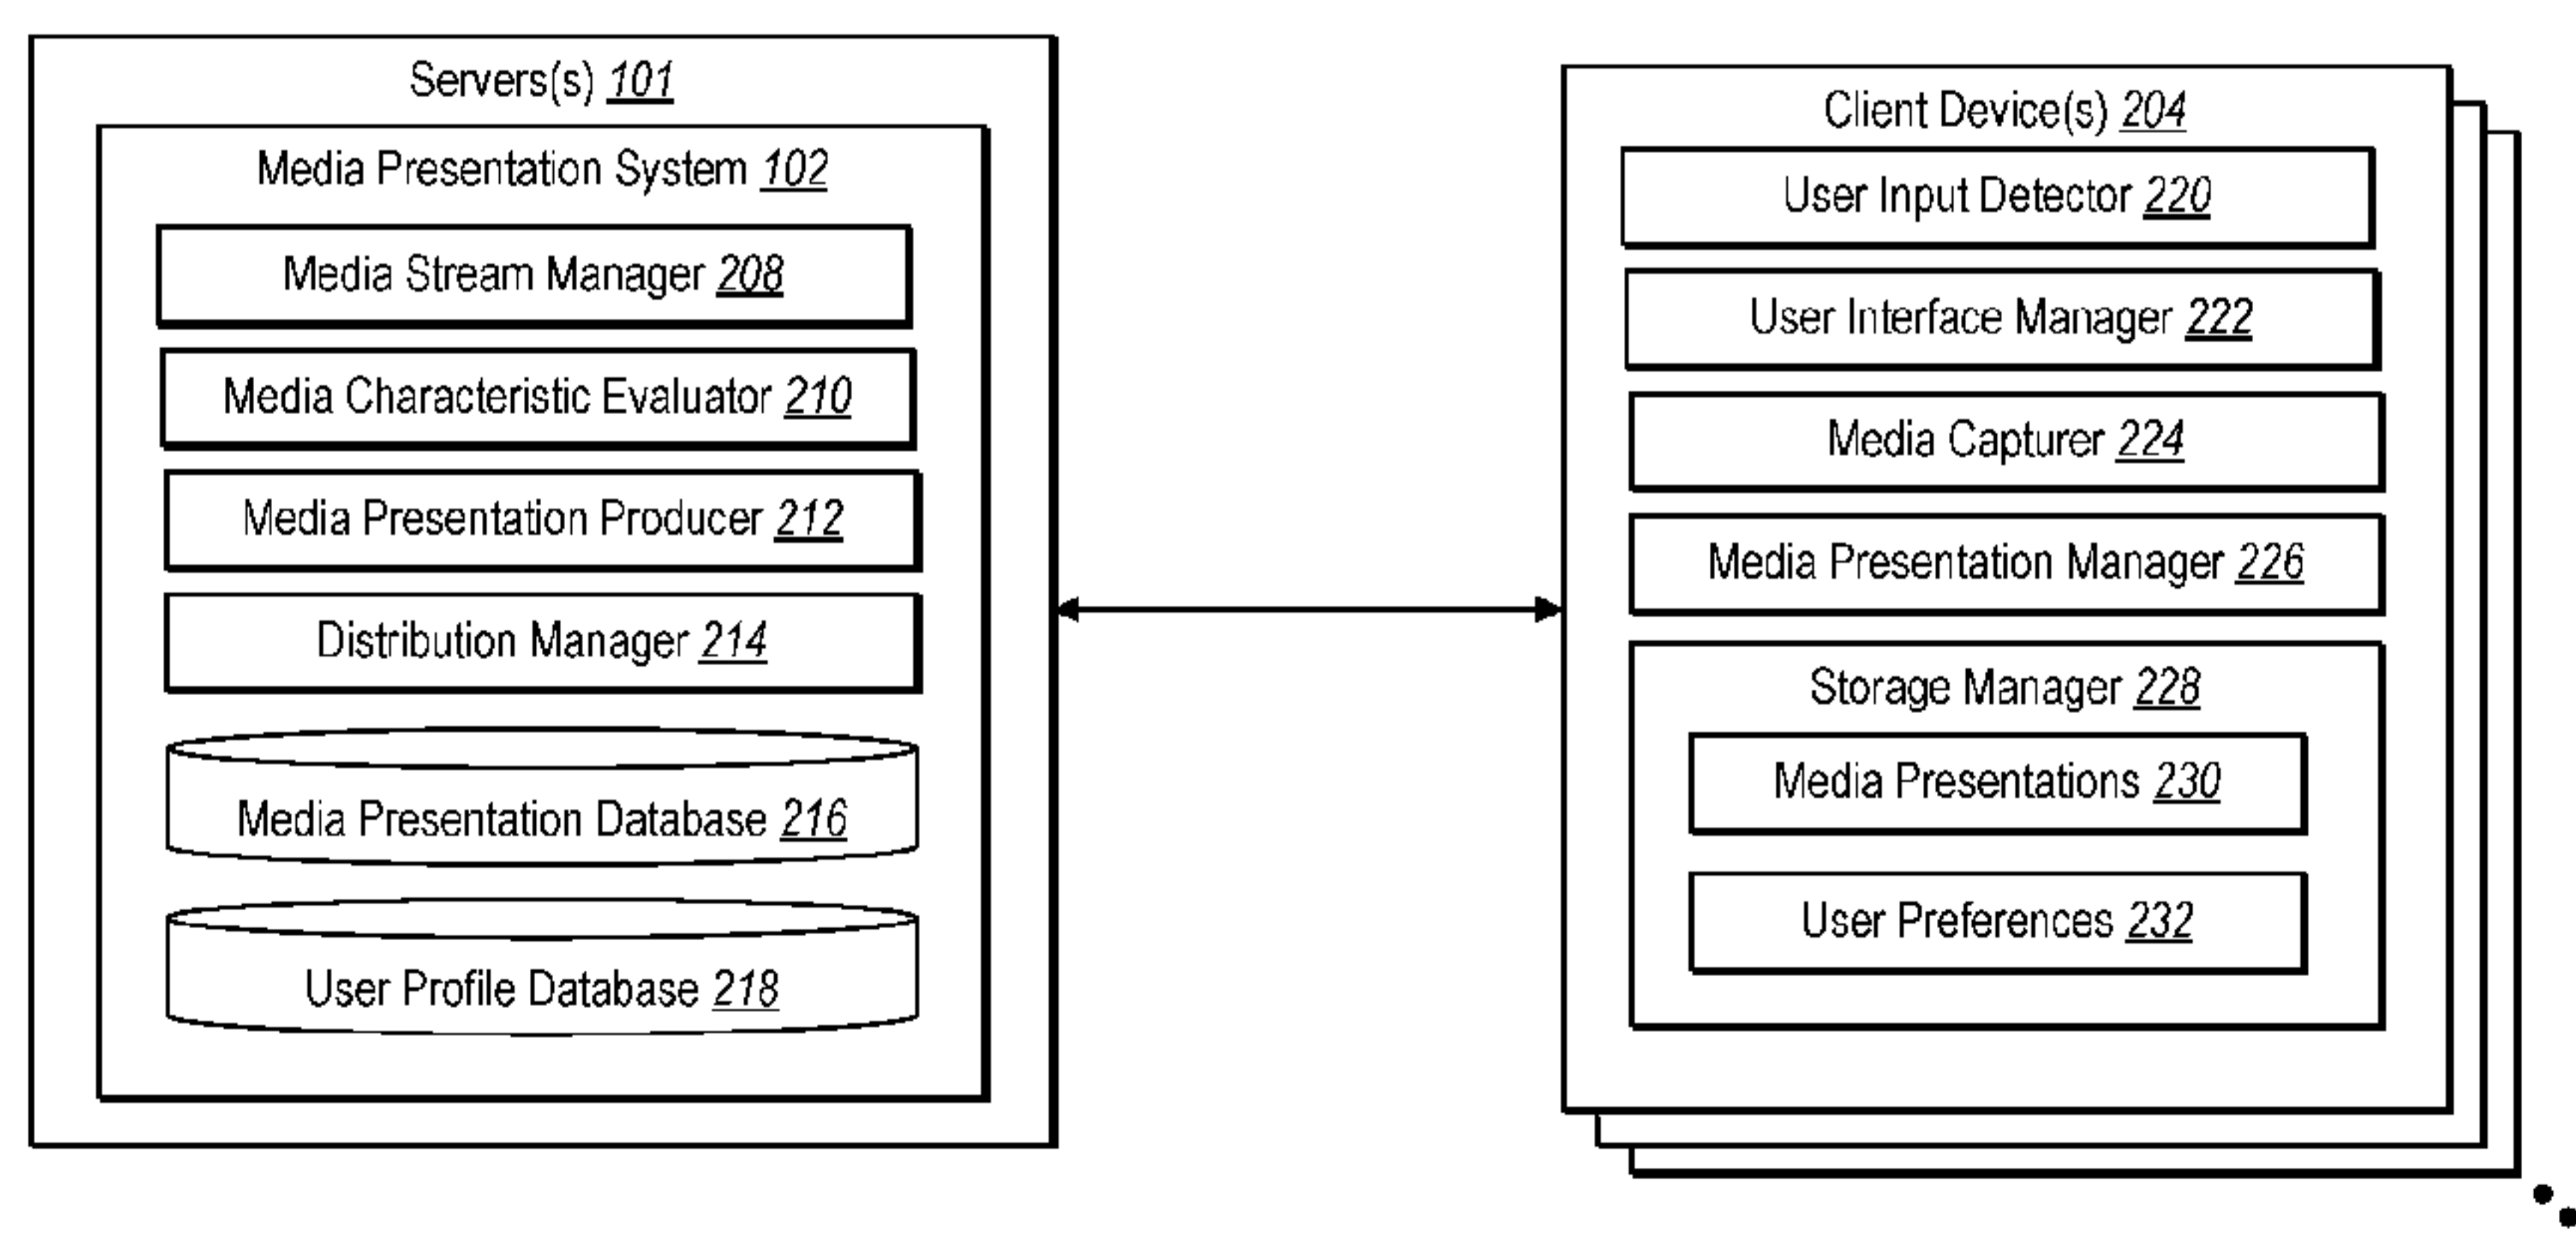 Servers(s) 101
Media Presentation System 102
Media Stream Manager 208
Media Characteristic Evaluator 210
Media Presentation Producer 212
Distribution Manager 214
Media Presentation Database 216
User Profile Database 218
Client Device(s) 204
User Input Detector 220
User Interface Manager 222
Media Capturer 224
Media Presentation Manager 226
Storage Manager 228
Media Presentations 230
User Preferences 232